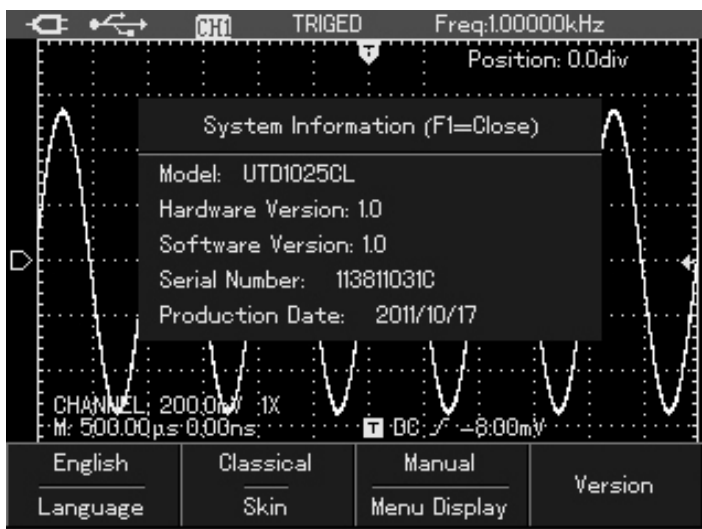 CH1 TRIGED Freq:1.00000kHz
T
Position: 0.0div
System Information (F1=Close)
Model: UTD1025CL
Hardware Version: 1.0
Software Version: 1.0
Serial Number: 113811031C
Production Date: 2011/10/17
CHANNEL: 200.0mV 1X
M: 500.00µs 0.00ns T DC -8.00mV
English Classical Manual
Language Skin Menu Display Version